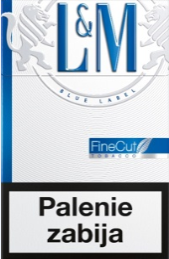 L&M
BLUE LABEL
FineCut
TOBACCO
Palenie
zabija